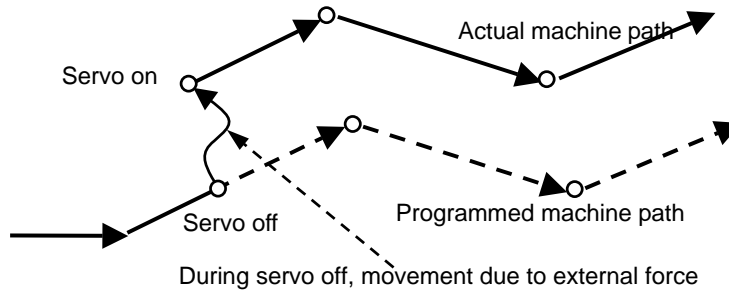 Actual machine path
Servo on
Servo off
Programmed machine path
During servo off, movement due to external force